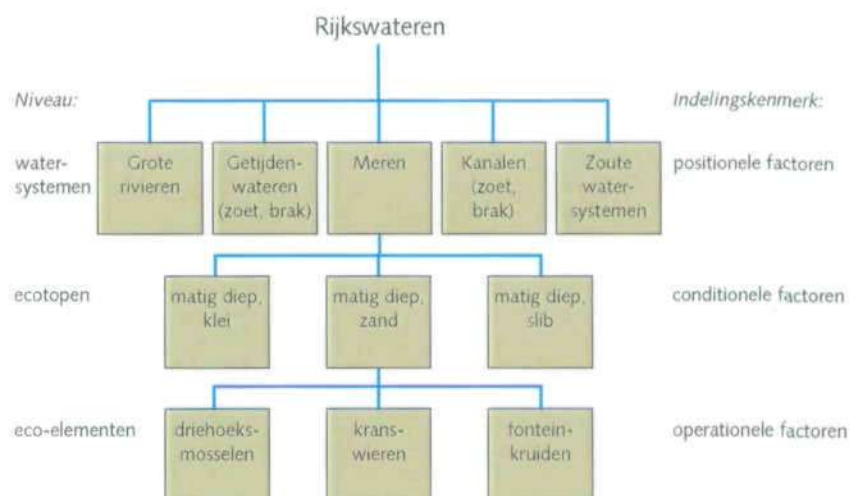 Rijkswateren
Niveau:
Indelingskenmerk:
water-
systemen
Grote
rivieren
Getijden-
wateren
(zoet, brak)
Meren
Kanalen
(zoet,
brak)
Zoute
water-
systemen
positionele factoren
ecotopen
matig diep,
klei
matig diep,
zand
matig diep,
slib
conditionele factoren
eco-elementen
driehoeks-
mosselen
krans-
wieren
fontein-
kruiden
operationele factoren